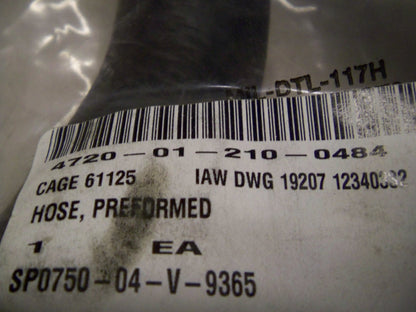 MIL-DTL-117H
4720-01-210-0484
CAGE 61125 IAW DWG 19207 12340382
HOSE, PREFORMED
1 EA
SP0750-04-V-9365